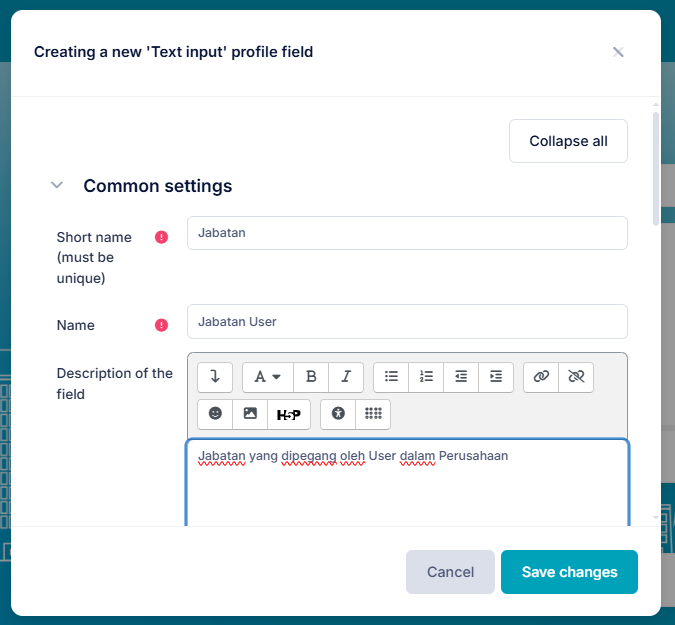 Creating a new 'Text input' profile field
Collapse all
Common settings
Short name
(must be
unique)
Jabatan
Name
Jabatan User
Description of the
field
A
B
I
H5P
Jabatan yang dipegang oleh User dalam Perusahaan
Cancel
Save changes